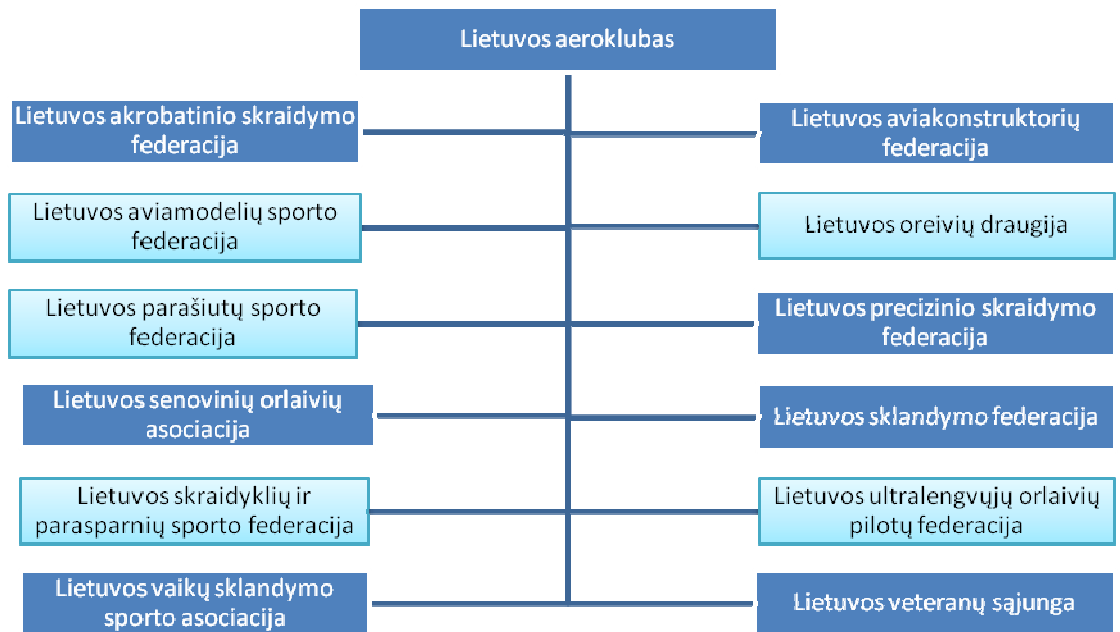 Lietuvos aeroklubas
Lietuvos akrobatinio skraidymo
federacija
Lietuvos aviakonstruktorių
federacija
Lietuvos aviamodelių sporto
federacija
Lietuvos oreivių draugija
Lietuvos parašiutų sporto
federacija
Lietuvos precizinio skraidymo
federacija
Lietuvos senovinių orlaivių
asociacija
Lietuvos sklandymo federacija
Lietuvos skraidyklių ir
parasparnių sporto federacija
Lietuvos ultralengvųjų orlaivių
pilotų federacija
Lietuvos vaikų sklandymo
sporto asociacija
Lietuvos veteranų sąjunga